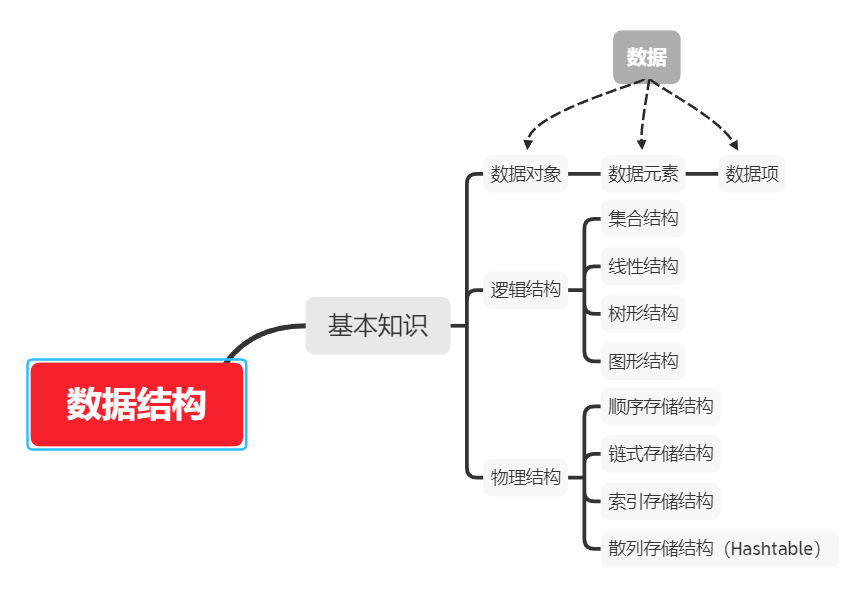 数据
数据对象
数据元素
数据项
集合结构
线性结构
逻辑结构
树形结构
基本知识
图形结构
数据结构
顺序存储结构
链式存储结构
物理结构
索引存储结构
散列存储结构（Hashtable）